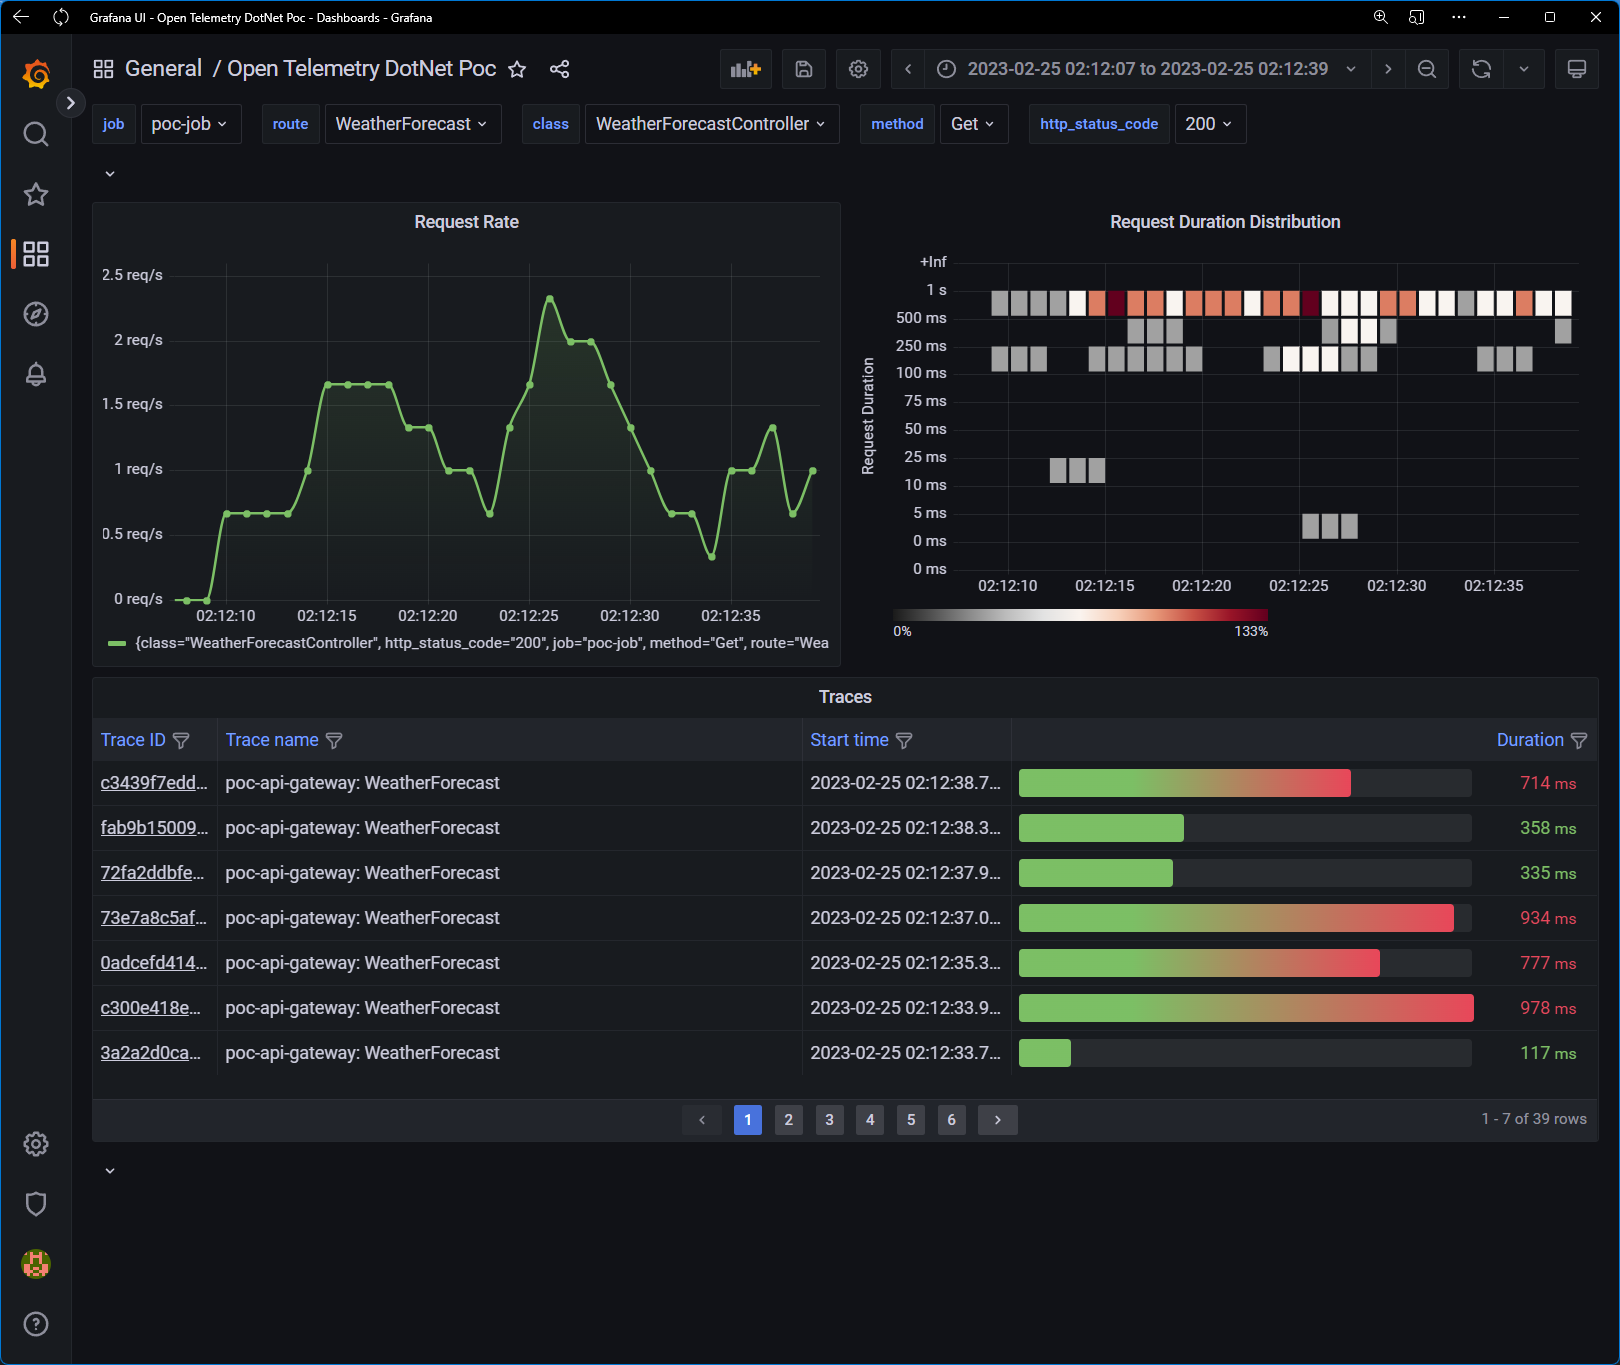 Grafana UI - Open Telemetry DotNet Poc - Dashboards - Grafana
General / Open Telemetry DotNet Poc
2023-02-25 02:12:07 to 2023-02-25 02:12:39
job poc-job route WeatherForecast class WeatherForecastController method Get http_status_code 200
Request Rate
2.5 req/s
2 req/s
1.5 req/s
1 req/s
0.5 req/s
0 req/s
02:12:10 02:12:15 02:12:20 02:12:25 02:12:30 02:12:35
{class="WeatherForecastController", http_status_code="200", job="poc-job", method="Get", route="Wea
Request Duration Distribution
Request Duration
+Inf
1 s
500 ms
250 ms
100 ms
75 ms
50 ms
25 ms
10 ms
5 ms
0 ms
0 ms
02:12:10 02:12:15 02:12:20 02:12:25 02:12:30 02:12:35
0% 133%
Traces
Trace ID Trace name Start time Duration
c3439f7edd... poc-api-gateway: WeatherForecast 2023-02-25 02:12:38.7... 714 ms
fab9b15009... poc-api-gateway: WeatherForecast 2023-02-25 02:12:38.3... 358 ms
72fa2ddbfe... poc-api-gateway: WeatherForecast 2023-02-25 02:12:37.9... 335 ms
73e7a8c5af... poc-api-gateway: WeatherForecast 2023-02-25 02:12:37.0... 934 ms
0adcefd414... poc-api-gateway: WeatherForecast 2023-02-25 02:12:35.3... 777 ms
c300e418e... poc-api-gateway: WeatherForecast 2023-02-25 02:12:33.9... 978 ms
3a2a2d0ca... poc-api-gateway: WeatherForecast 2023-02-25 02:12:33.7... 117 ms
1 2 3 4 5 6
1 - 7 of 39 rows